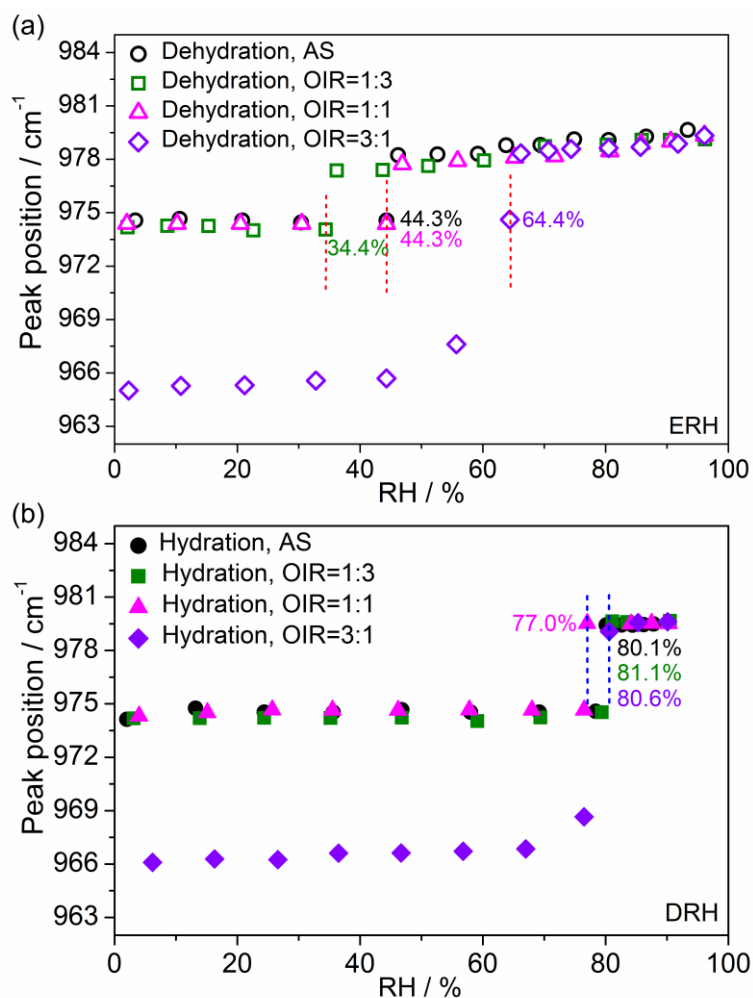 (a)
984
981
978
975
972
969
966
963
Peak position / cm⁻¹
Dehydration, AS
Dehydration, OIR=1:3
Dehydration, OIR=1:1
Dehydration, OIR=3:1
44.3%
34.4%
44.3%
64.4%
ERH
0 20 40 60 80 100
RH / %
(b)
984
981
978
975
972
969
966
963
Peak position / cm⁻¹
Hydration, AS
Hydration, OIR=1:3
Hydration, OIR=1:1
Hydration, OIR=3:1
77.0%
80.1%
81.1%
80.6%
DRH
0 20 40 60 80 100
RH / %